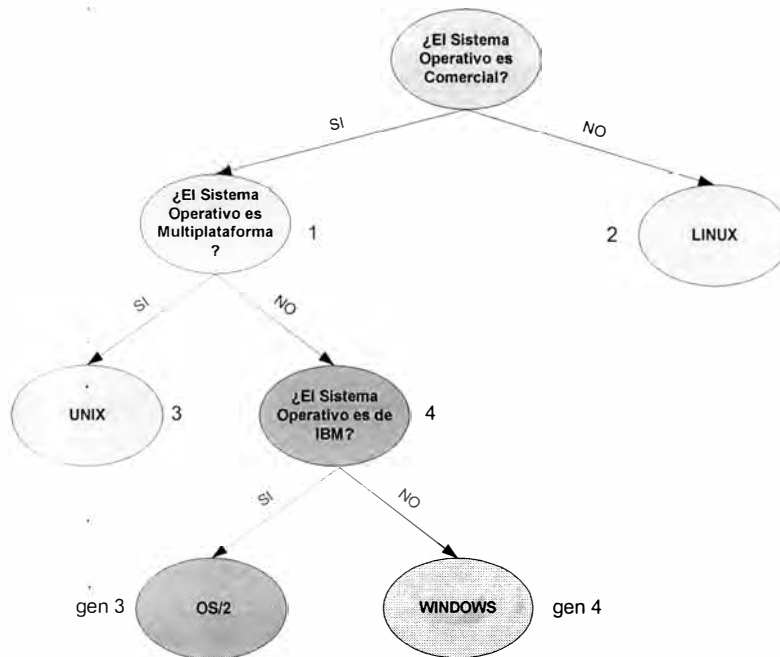 ¿El Sistema
Operativo es
Comercial?
SI
NO
¿El Sistema
Operativo es
Multiplataforma
?
1
2
LINUX
SI
NO
UNIX
3
¿El Sistema
Operativo es de
IBM?
4
SI
NO
gen 3
OS/2
WINDOWS
gen 4